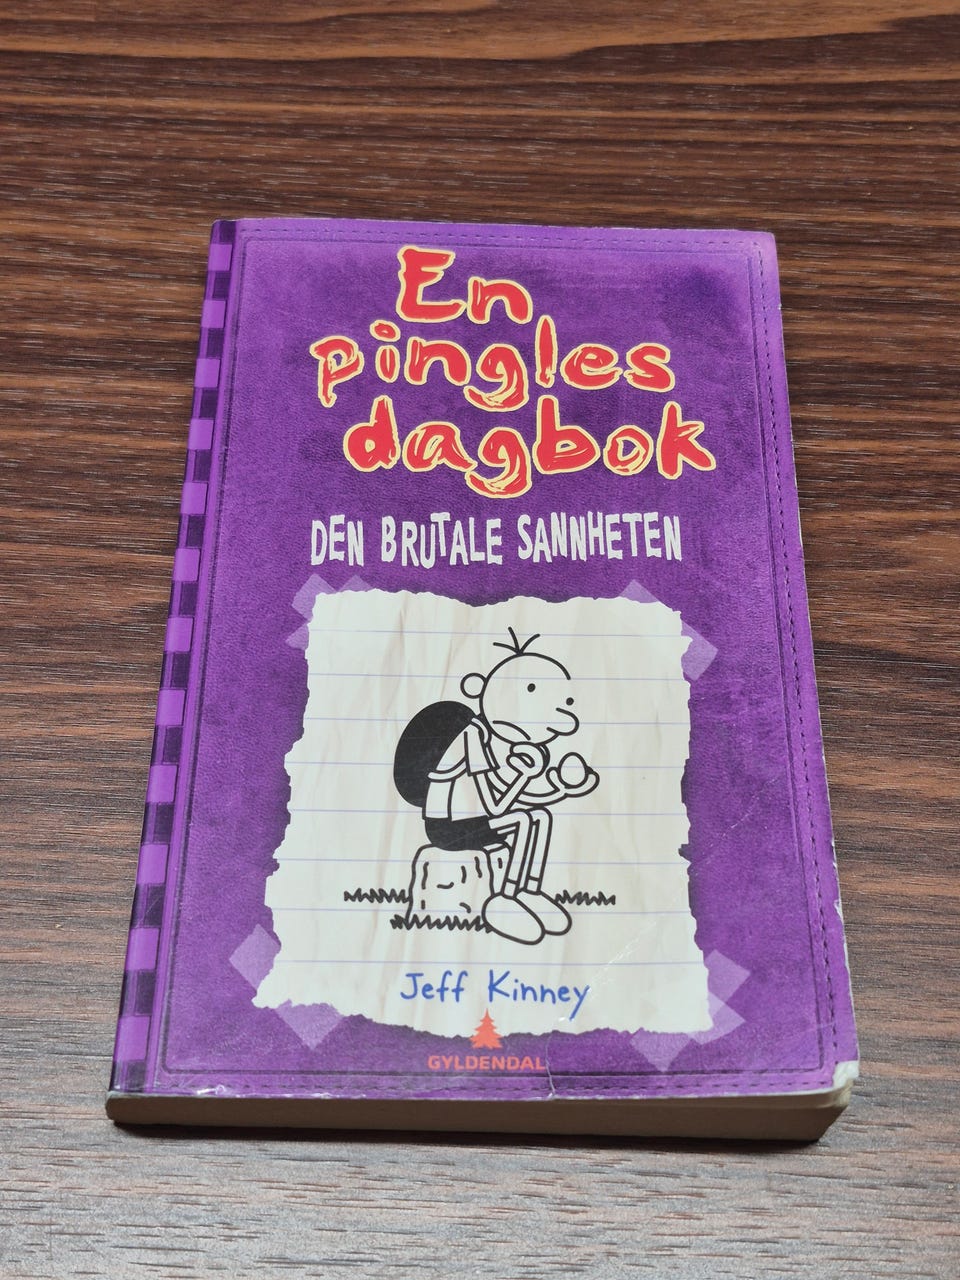 En
pingles
dagbok
DEN BRUTALE SANNHETEN
Jeff Kinney
GYLDENDAL